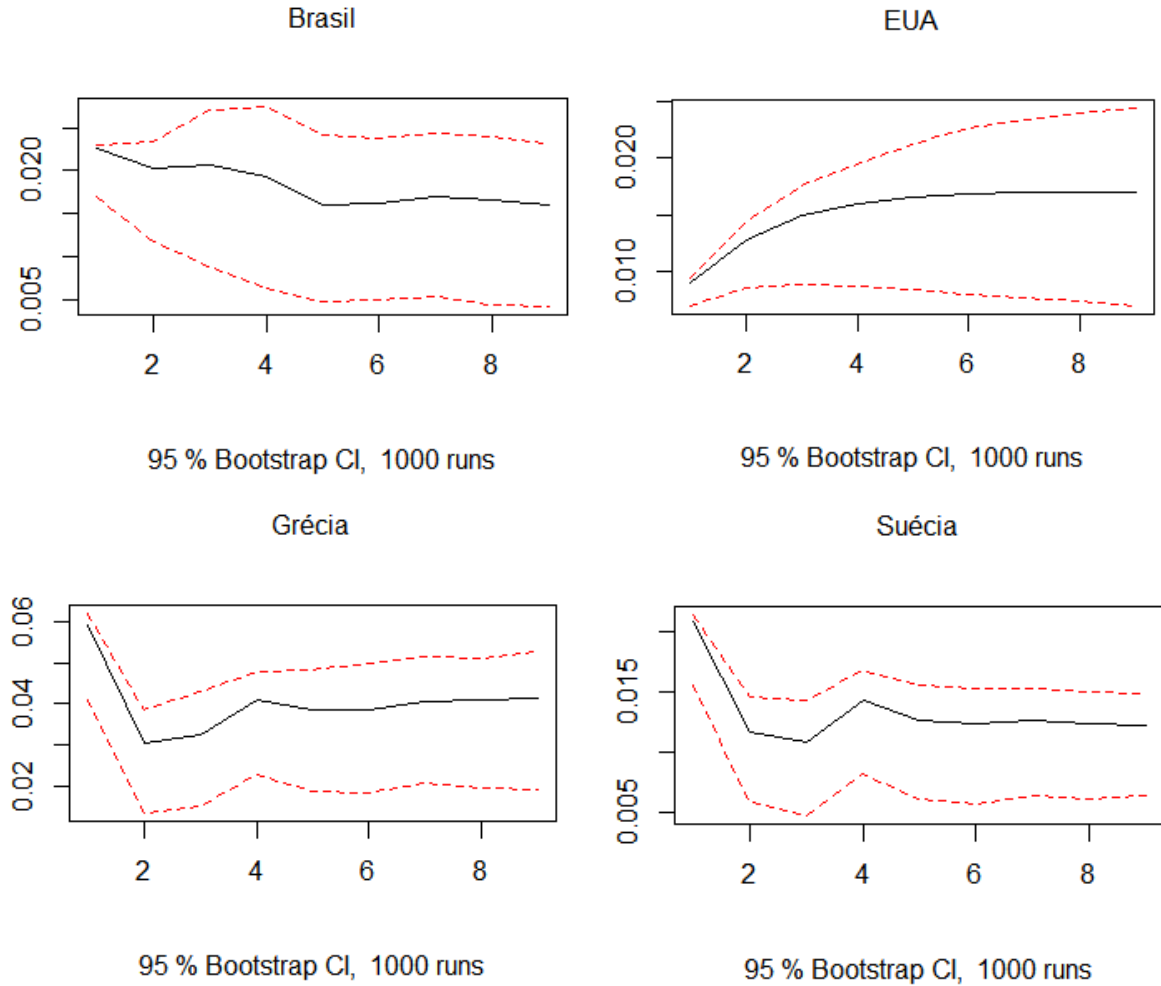 Brasil
0.020
0.005
2 4 6 8
95 % Bootstrap CI, 1000 runs
EUA
0.020
0.010
2 4 6 8
95 % Bootstrap CI, 1000 runs
Grécia
0.06
0.04
0.02
2 4 6 8
95 % Bootstrap CI, 1000 runs
Suécia
0.015
0.005
2 4 6 8
95 % Bootstrap CI, 1000 runs